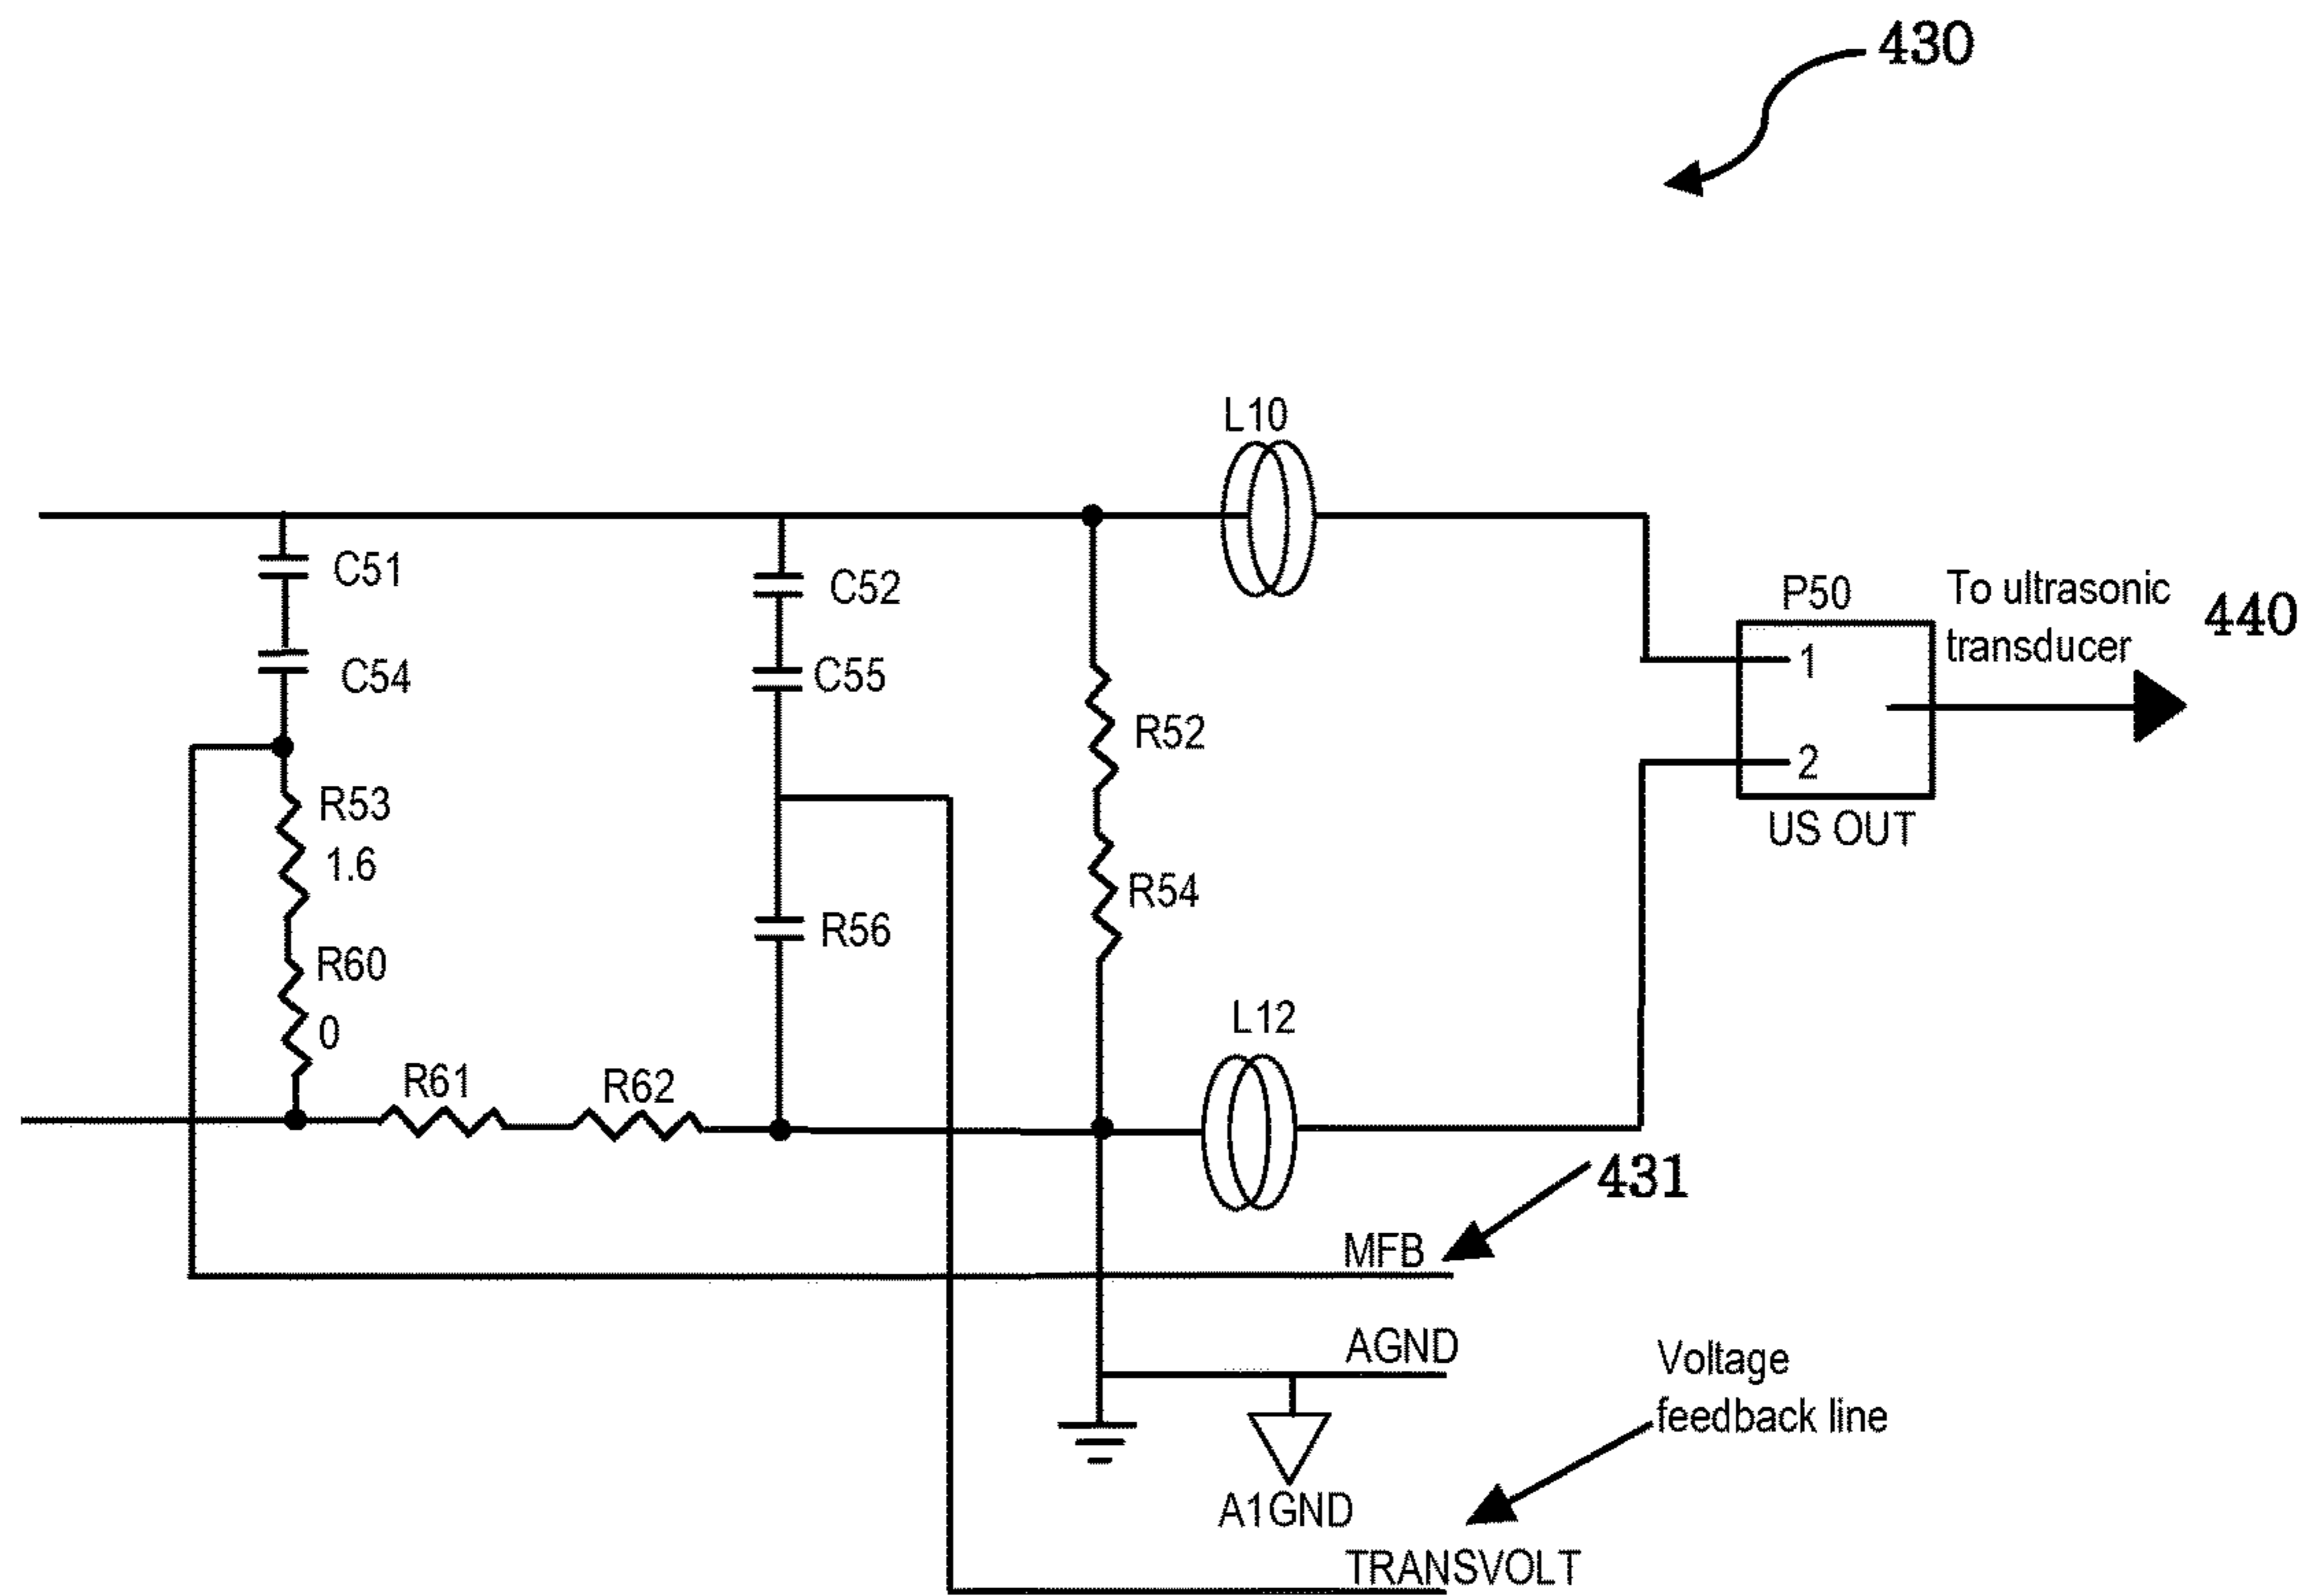 430
L10
C51
C52
P50
To ultrasonic
transducer
440
C54
C55
1
R52
2
R53
US OUT
1.6
R54
R56
R60
L12
0
R61
R62
431
MFB
AGND
Voltage
feedback line
A1GND
TRANSVOLT